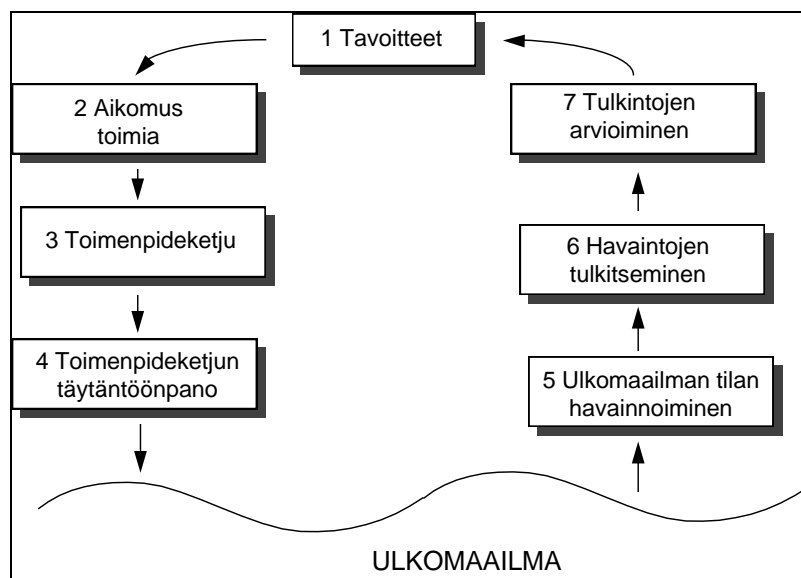 1 Tavoitteet
2 Aikomus
toimia
3 Toimenpideketju
4 Toimenpideketjun
täytäntöönpano
5 Ulkomaailman tilan
havainnoiminen
6 Havaintojen
tulkitseminen
7 Tulkintojen
arvioiminen
ULKOMAAILMA